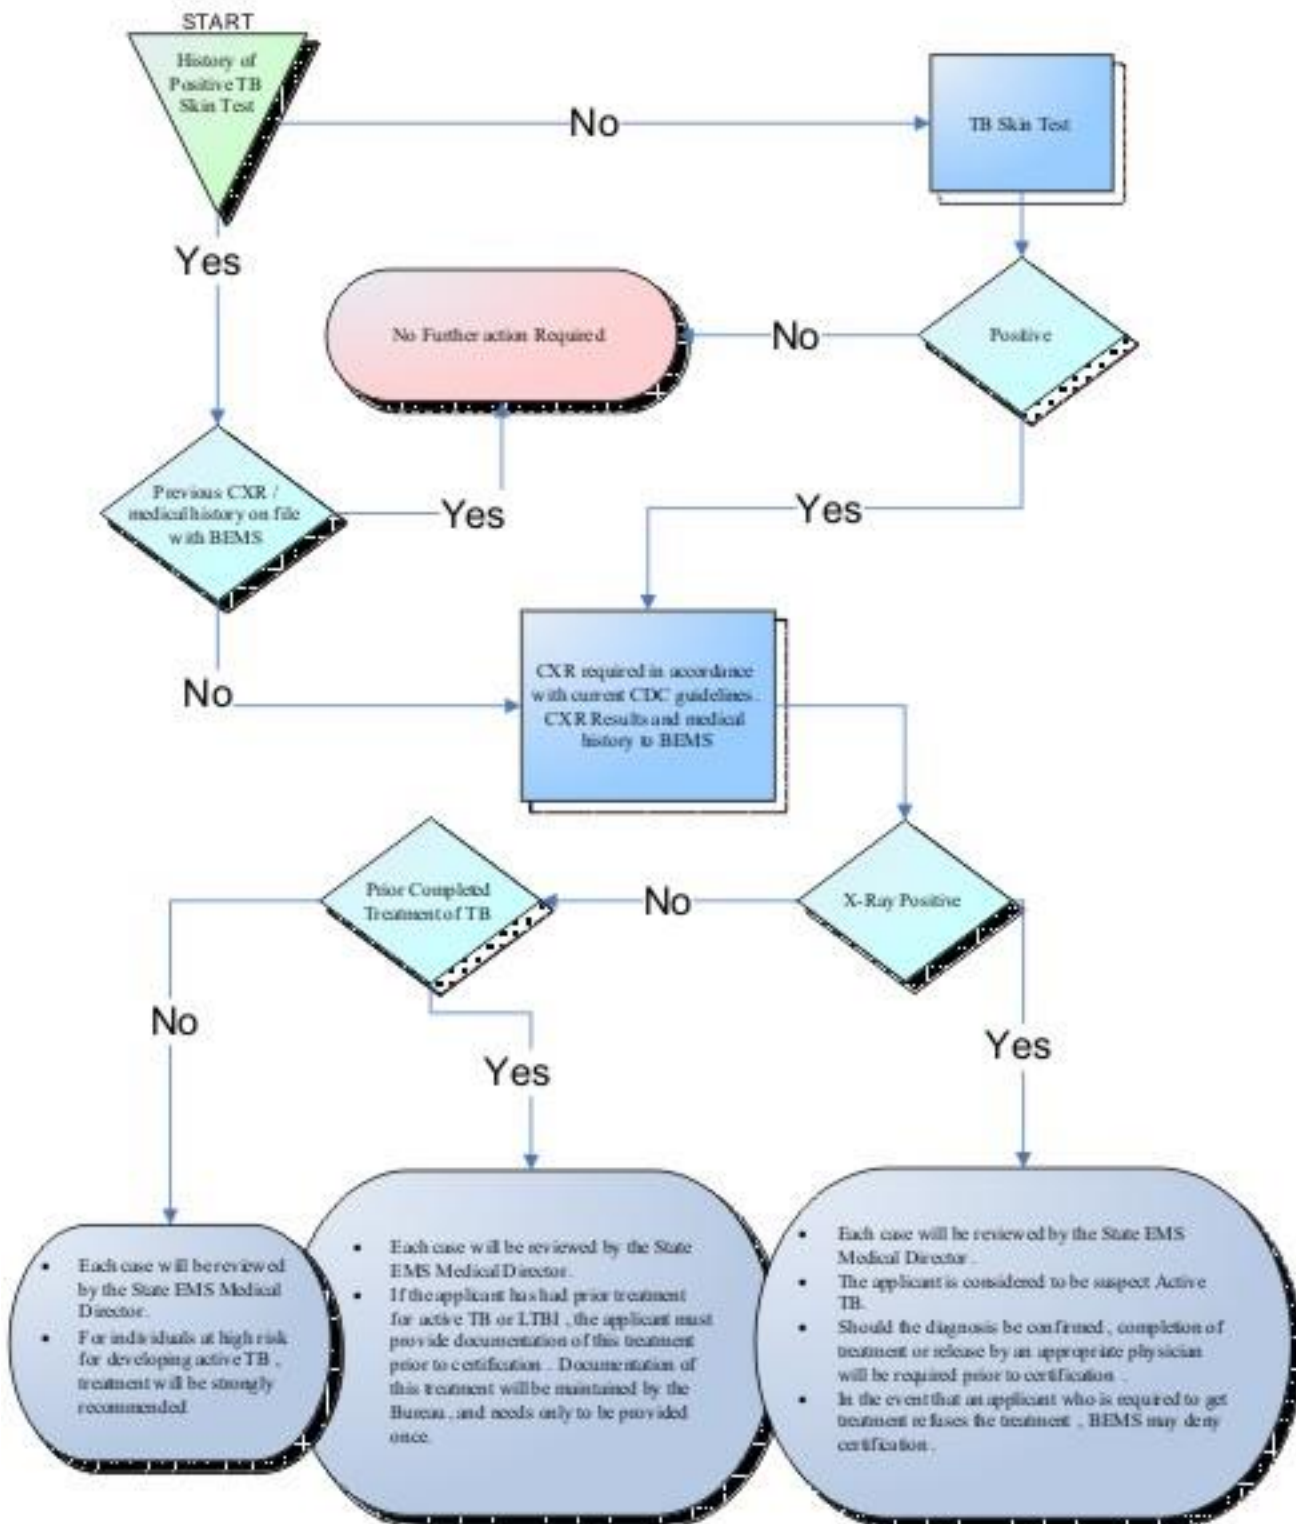 START
History of
Positive TB
Skin Test
No
TB Skin Test
Yes
No Further action Required
No
Positive
Previous CXR /
medical history on file
with BEMS
Yes
Yes
No
CXR required in accordance
with current CDC guidelines .
CXR Results and medical
history to BEMS
Prior Completed
Treatment of TB
No
X-Ray Positive
No
Yes
Yes
• Each case will be reviewed
by the State EMS Medical
Director.
• For individuals at high risk
for developing active TB ,
treatment will be strongly
recommended
• Each case will be reviewed by the State
EMS Medical Director.
• If the applicant has had prior treatment
for active TB or LTBI , the applicant must
provide documentation of this treatment
prior to certification . Documentation of
this treatment will be maintained by the
Bureau , and needs only to be provided
once.
• Each case will be reviewed by the State EMS
Medical Director .
• The applicant is considered to be suspect Active
TB.
• Should the diagnosis be confirmed , completion of
treatment or release by an appropriate physician
will be required prior to certification .
• In the event that an applicant who is required to get
treatment refuses the treatment , BEMS may deny
certification .